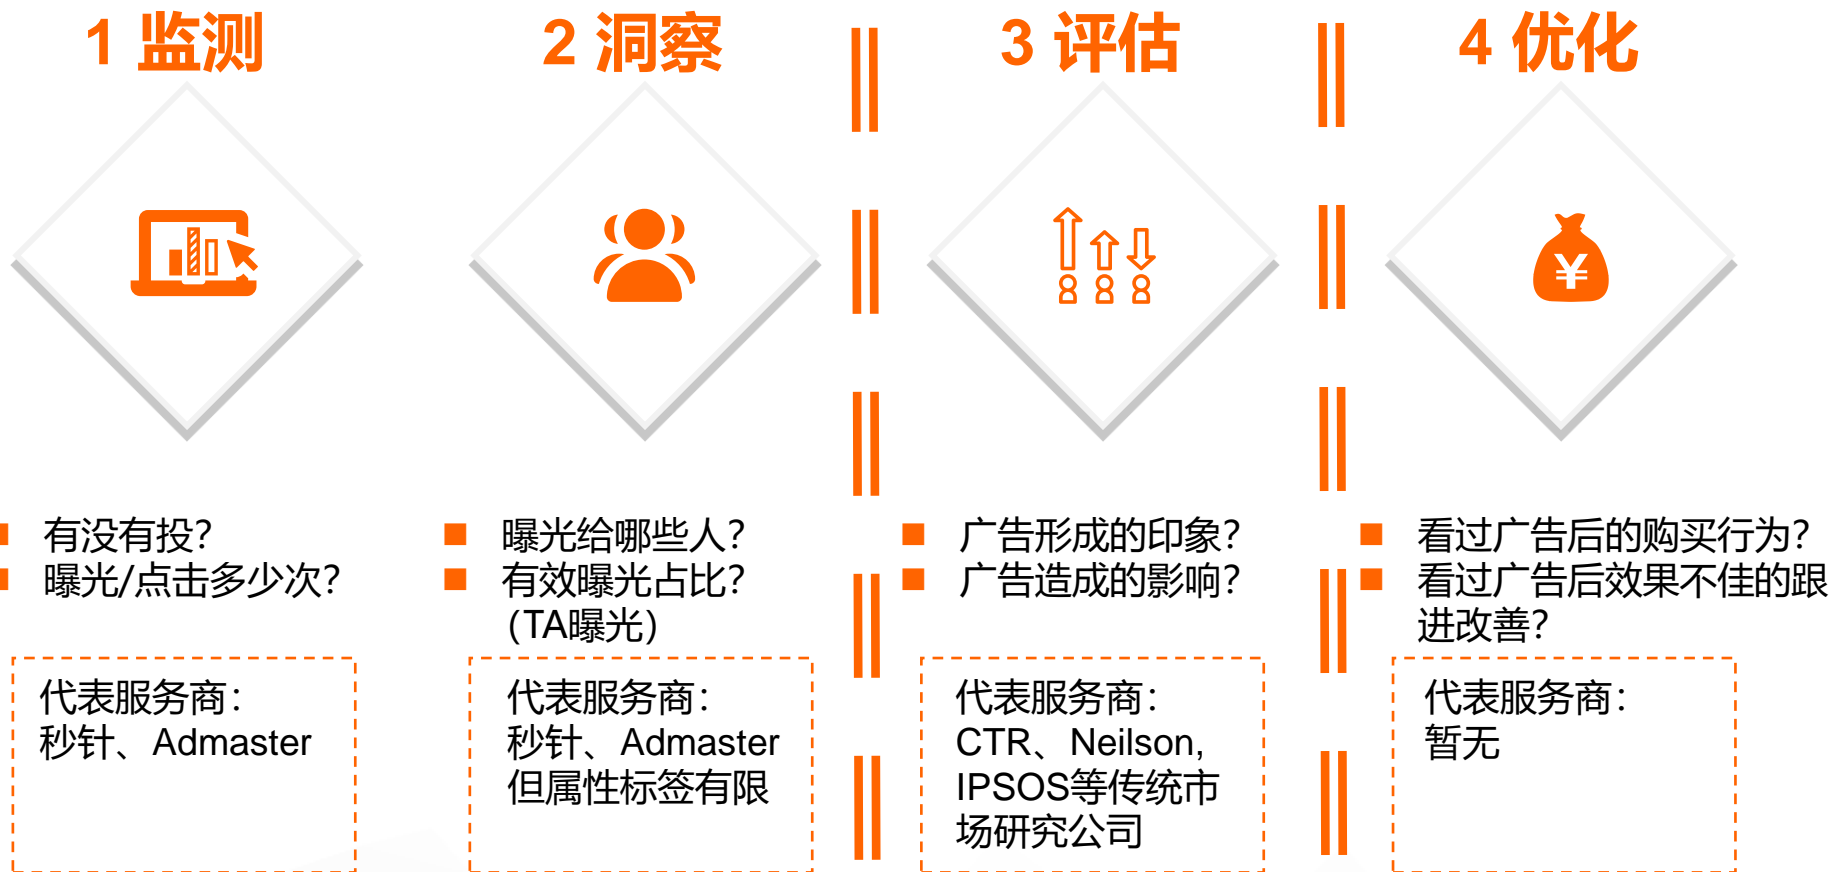 1 监测
有没有投？
曝光/点击多少次？
代表服务商：
秒针、Admaster
2 洞察
曝光给哪些人？
有效曝光占比？
（TA曝光）
代表服务商：
秒针、Admaster
但属性标签有限
3 评估
广告形成的印象？
广告造成的影响？
代表服务商：
CTR、Neilson,
IPSOS等传统市
场研究公司
4 优化
¥
看过广告后的购买行为？
看过广告后效果不佳的跟
进改善？
代表服务商：
暂无